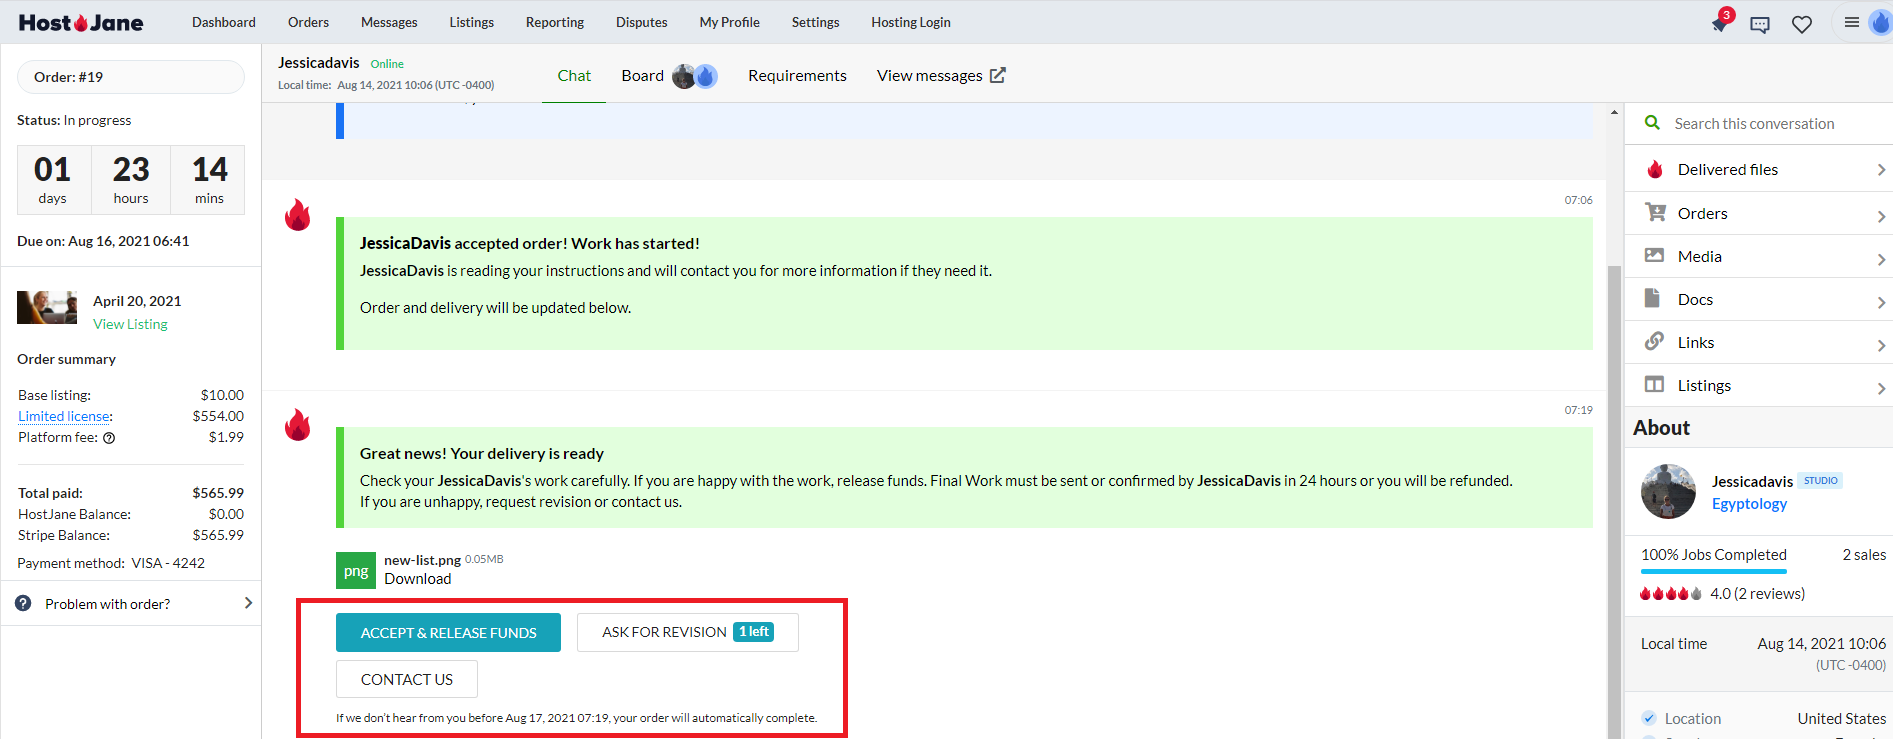 Host Jane
Dashboard
Orders
Messages
Listings
Reporting
Disputes
My Profile
Settings
Hosting Login
3
Order: #19
Status: In progress
01 23 14
days hours mins
Due on: Aug 16, 2021 06:41
April 20, 2021
View Listing
Order summary
Base listing: $10.00
Limited license: $554.00
Platform fee: ? $1.99
Total paid: $565.99
HostJane Balance: $0.00
Stripe Balance: $565.99
Payment method: VISA - 4242
? Problem with order?
Jessicadavis Online
Local time: Aug 14, 2021 10:06 (UTC -0400)
Chat
Board
Requirements
View messages
07:06
JessicaDavis accepted order! Work has started!
JessicaDavis is reading your instructions and will contact you for more information if they need it.
Order and delivery will be updated below.
07:19
Great news! Your delivery is ready
Check your JessicaDavis's work carefully. If you are happy with the work, release funds. Final Work must be sent or confirmed by JessicaDavis in 24 hours or you will be refunded.
If you are unhappy, request revision or contact us.
png
new-list.png 0.05MB
Download
ACCEPT & RELEASE FUNDS
ASK FOR REVISION 1 left
CONTACT US
If we don't hear from you before Aug 17, 2021 07:19, your order will automatically complete.
Search this conversation
Delivered files
Orders
Media
Docs
Links
Listings
About
Jessicadavis STUDIO
Egyptology
100% Jobs Completed 2 sales
4.0 (2 reviews)
Local time Aug 14, 2021 10:06
(UTC -0400)
Location United States